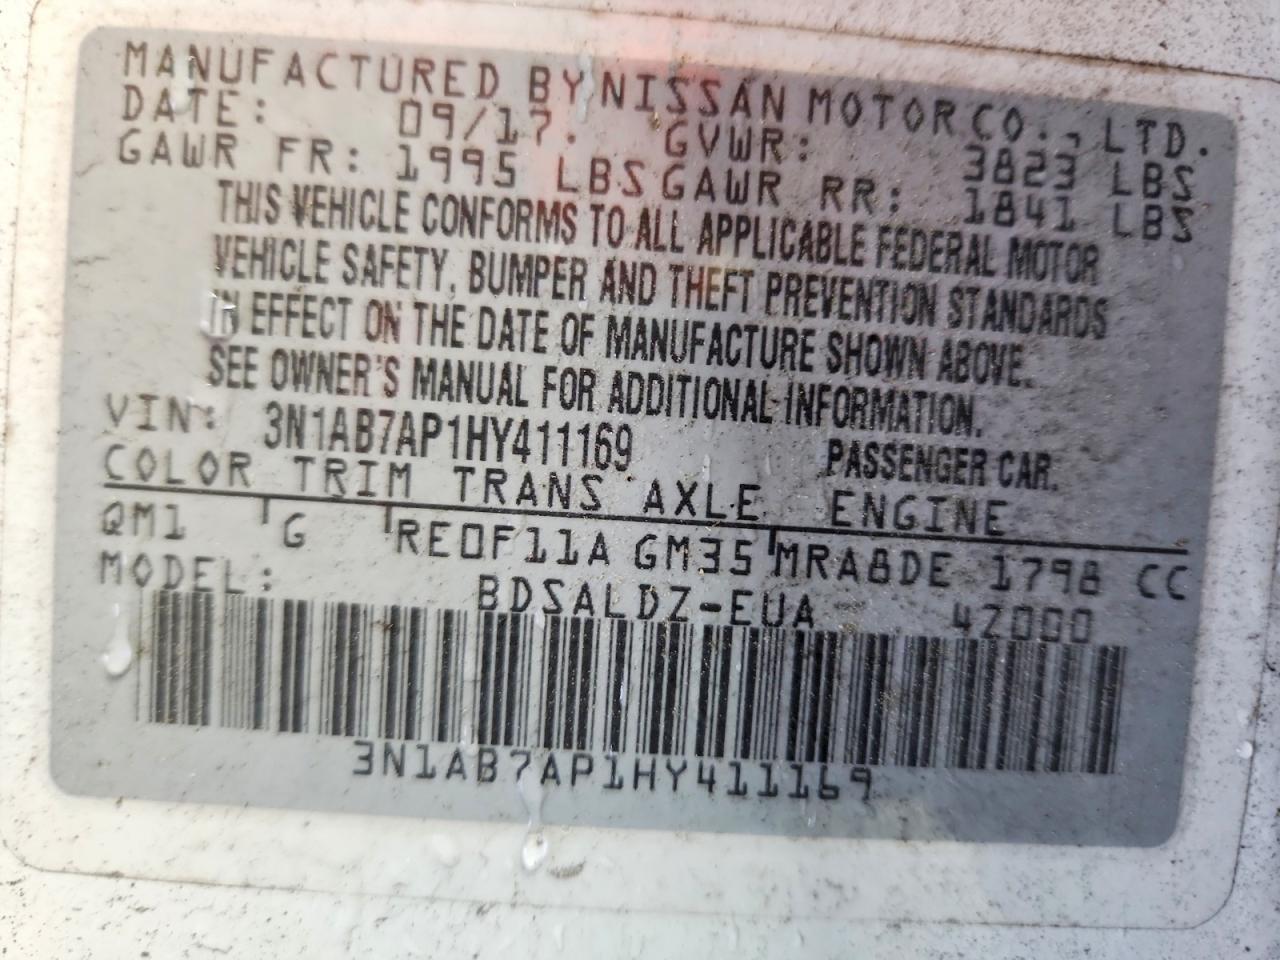 MANUFACTURED BY NISSAN MOTOR CO., LTD.
DATE: 09/17. GVWR: 3823 LBS
GAWR FR: 1995 LBS GAWR RR: 1841 LBS
THIS VEHICLE CONFORMS TO ALL APPLICABLE FEDERAL MOTOR
VEHICLE SAFETY, BUMPER AND THEFT PREVENTION STANDARDS
IN EFFECT ON THE DATE OF MANUFACTURE SHOWN ABOVE.
SEE OWNER'S MANUAL FOR ADDITIONAL INFORMATION.
VIN: 3N1AB7AP1HY411169 PASSENGER CAR.
COLOR TRIM TRANS AXLE ENGINE
QM1 G RE0F11A GM35 MRA8DE 1798 CC
MODEL: BDSALDZ-EUA 4Z000
3N1AB7AP1HY411169